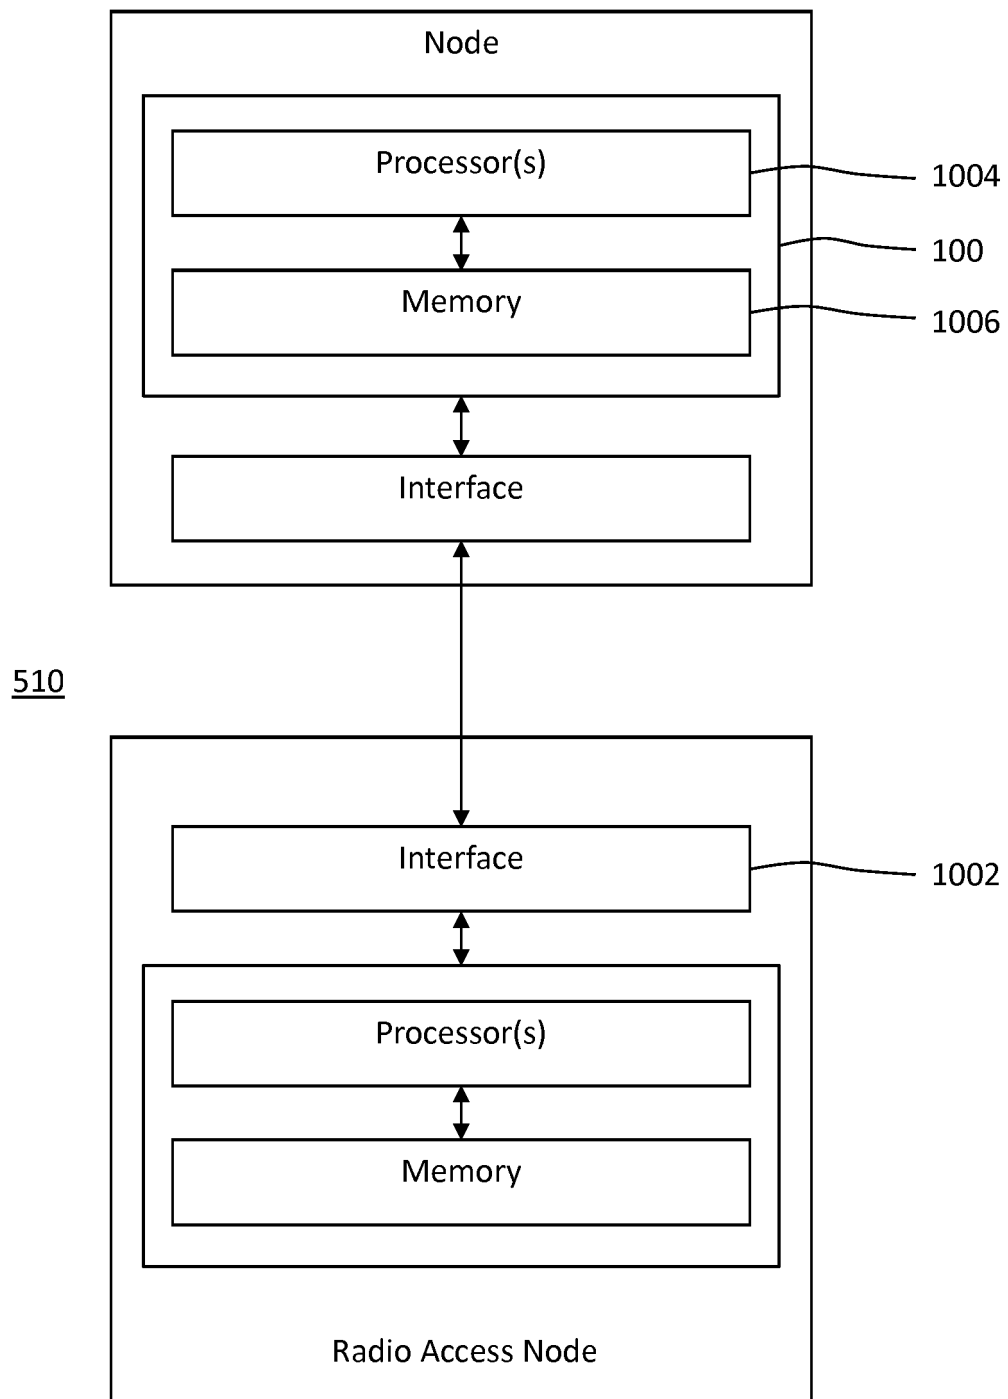 Node
Processor(s)
1004
100
Memory
1006
Interface
510
Interface
1002
Processor(s)
Memory
Radio Access Node